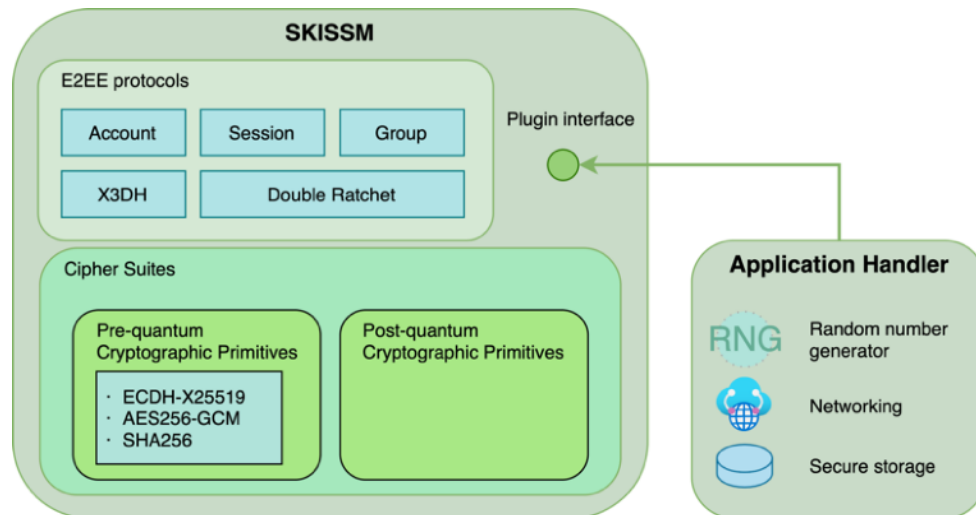 SKISSM
E2EE protocols
Account
Session
Group
X3DH
Double Ratchet
Plugin interface
Cipher Suites
Pre-quantum
Cryptographic Primitives
· ECDH-X25519
· AES256-GCM
· SHA256
Post-quantum
Cryptographic Primitives
Application Handler
RNG
Random number
generator
Networking
Secure storage